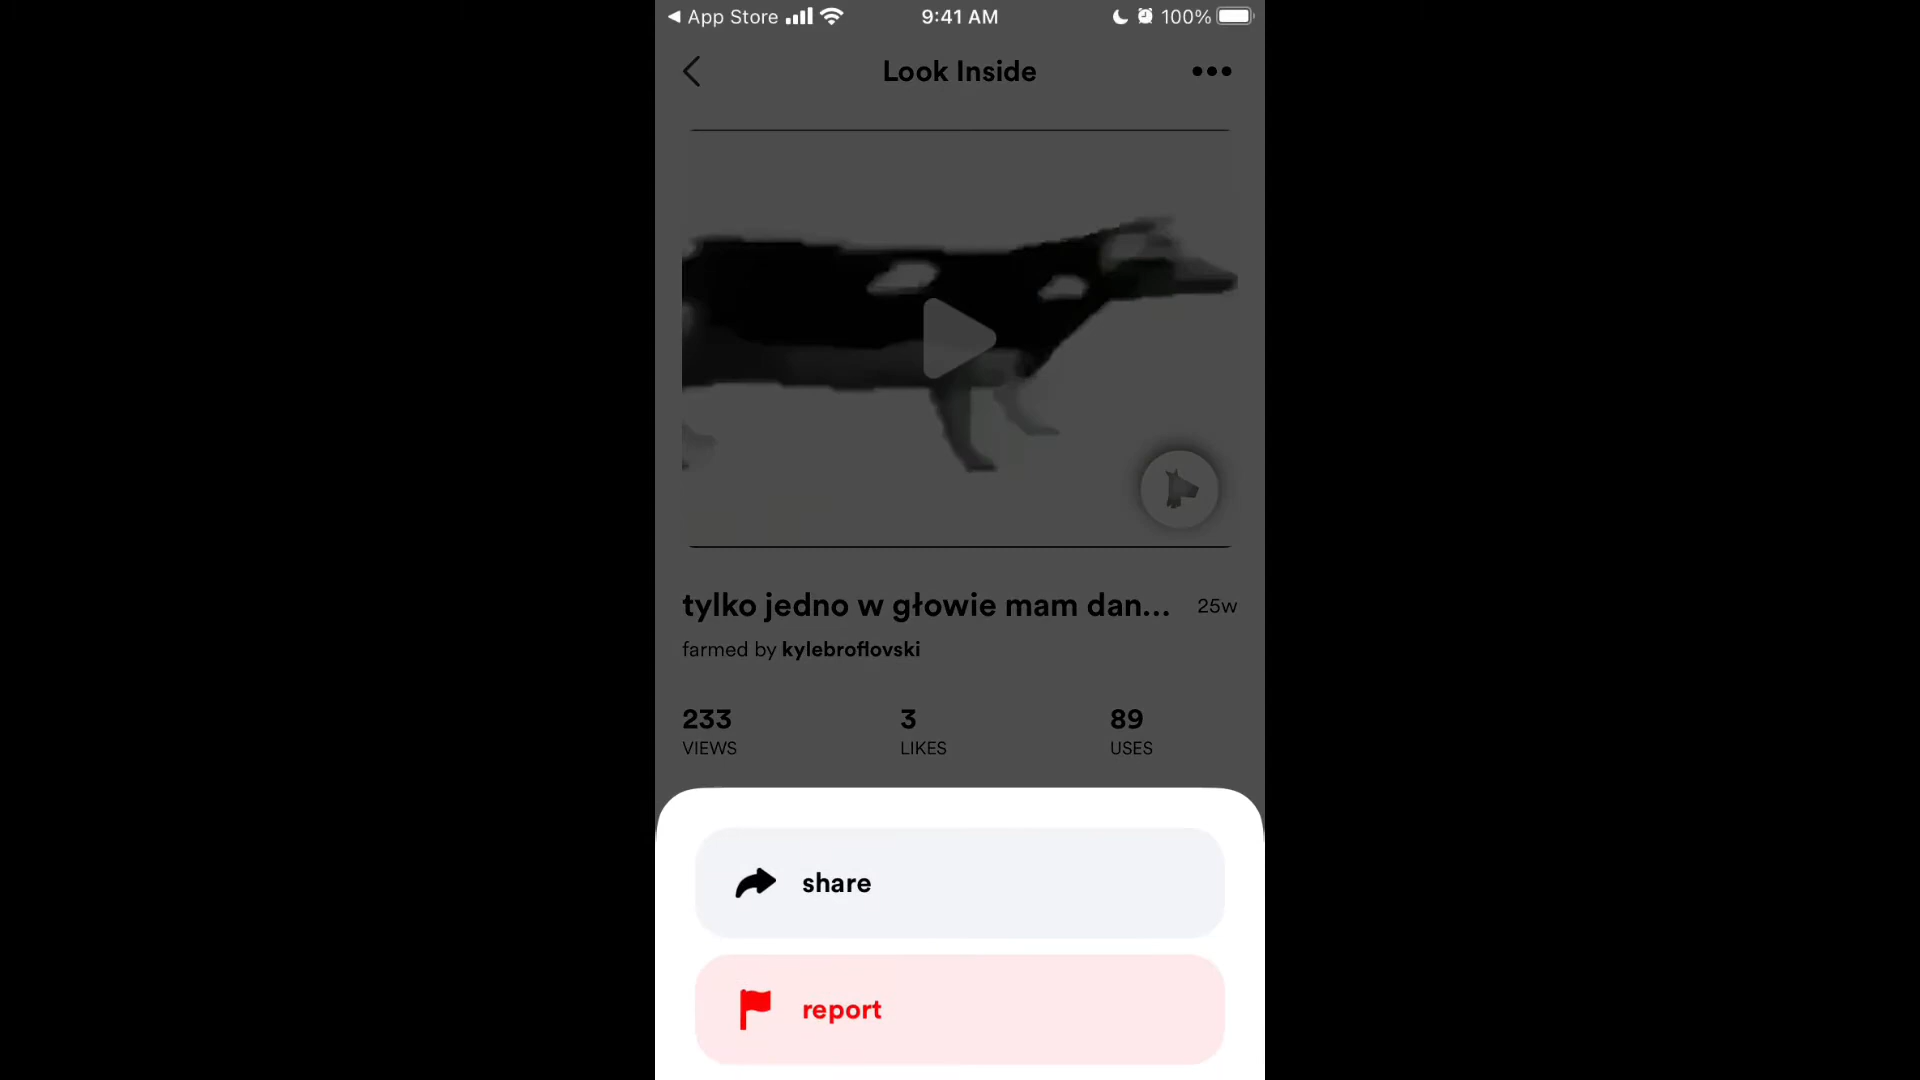 App Store
9:41 AM
100%
Look Inside
tylko jedno w głowie mam dan...
25w
farmed by kylebroflovski
233
3
89
VIEWS
LIKES
USES
share
report